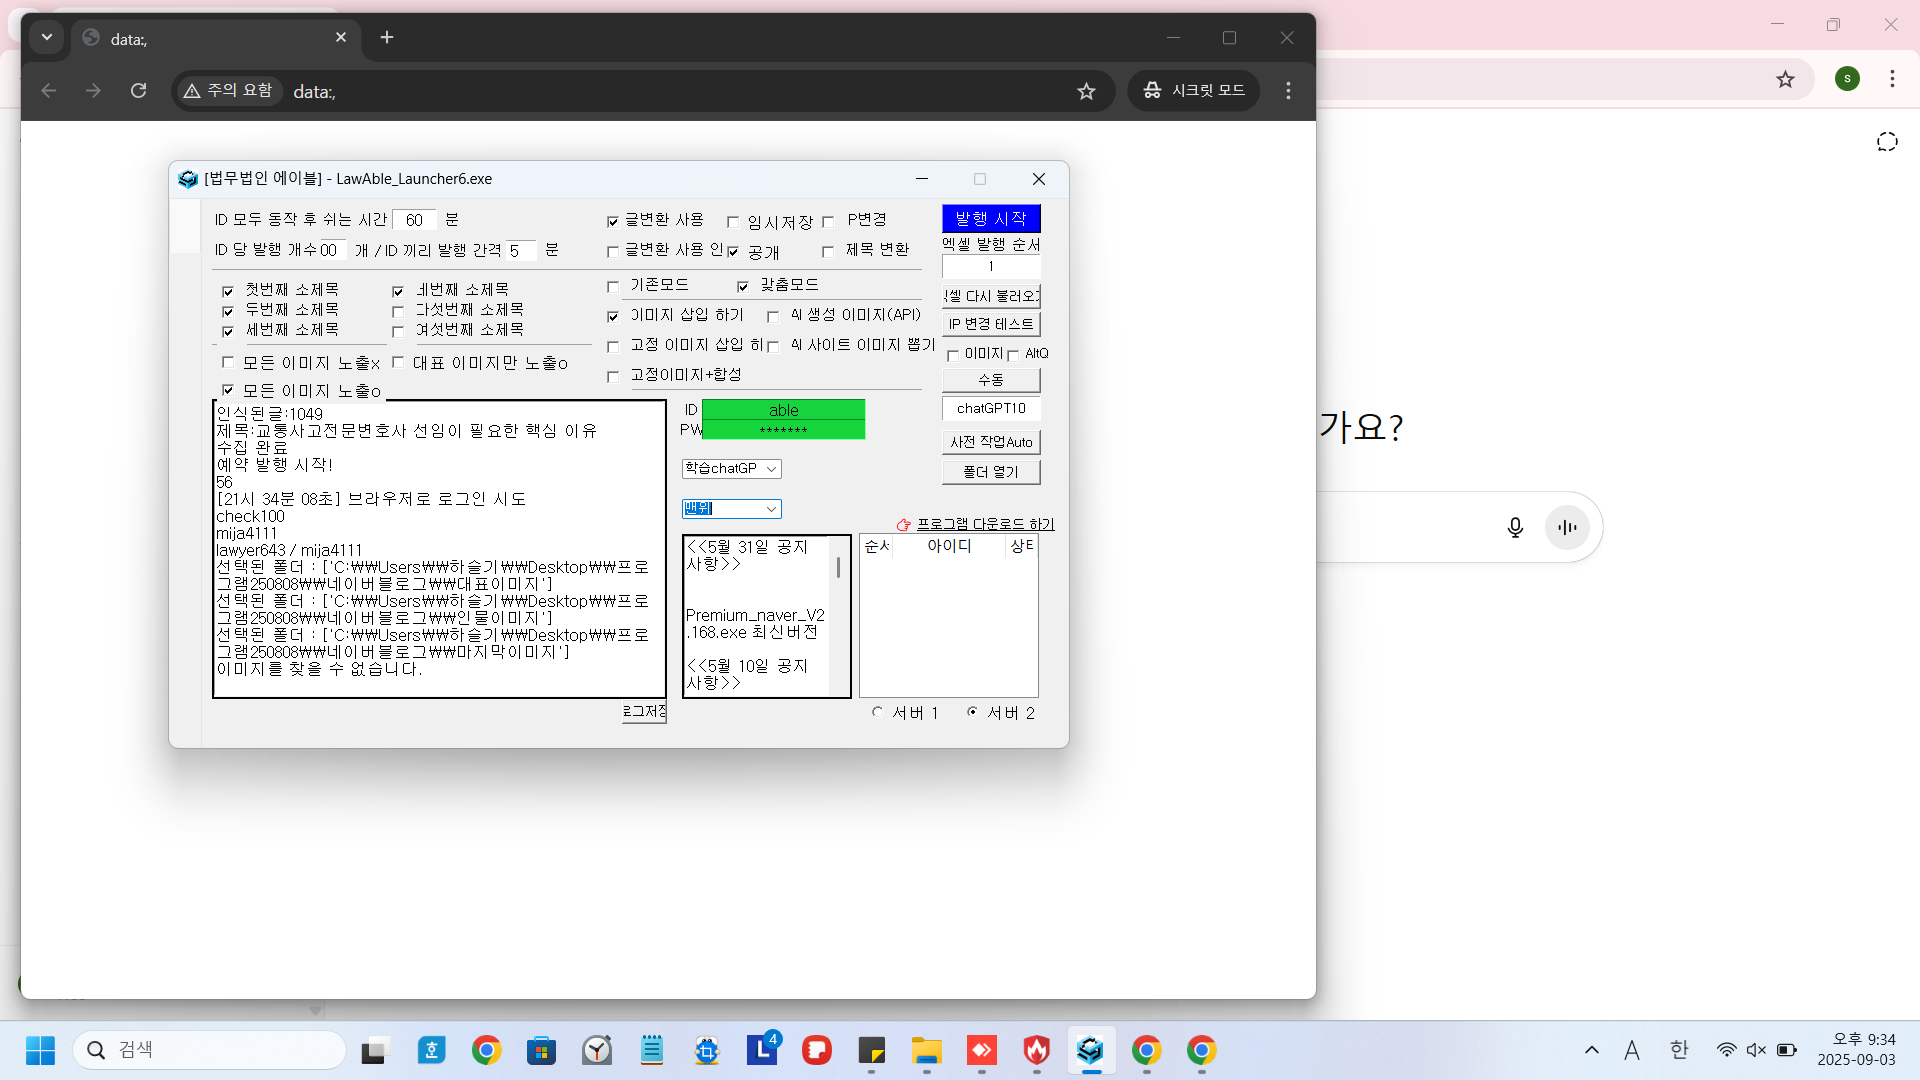 data:,
주의 요함
data:,
시크릿 모드
S
[법무법인 에이블] - LawAble_Launcher6.exe
ID 모두 동작 후 쉬는 시간 60 분
ID 당 발행 개수 00 개 / ID 끼리 발행 간격 5 분
글변환 사용
임시저장
P변경
글변환 사용 인
공개
제목 변환
발행 시작
엑셀 발행 순서
1
IP 변경 테스트
이미지
AltQ
수동
chatGPT10
사전 작업Auto
폴더 열기
첫번째 소제목
네번째 소제목
두번째 소제목
다섯번째 소제목
세번째 소제목
여섯번째 소제목
모든 이미지 노출x
대표 이미지만 노출o
모든 이미지 노출o
기존모드
맞춤모드
이미지 삽입 하기
AI 생성 이미지(API)
고정 이미지 삽입 히
AI 사이트 이미지 뽑기
고정이미지+합성
인식된글:1049
제목:교통사고전문변호사 선임이 필요한 핵심 이유
수집 완료
예약 발행 시작!
56
[21시 34분 08초] 브라우저로 로그인 시도
check100
mija4111
lawyer643 / mija4111
선택된 폴더 : ['C:₩₩Users₩₩하슬기₩₩Desktop₩₩프로
그램250808₩₩네이버블로그₩₩대표이미지']
선택된 폴더 : ['C:₩₩Users₩₩하슬기₩₩Desktop₩₩프로
그램250808₩₩네이버블로그₩₩인물이미지']
선택된 폴더 : ['C:₩₩Users₩₩하슬기₩₩Desktop₩₩프로
그램250808₩₩네이버블로그₩₩마지막이미지']
이미지를 찾을 수 없습니다.
로그저장
ID able
PW *******
학습chatGP
맨위
프로그램 다운로드 하기
<<5월 31일 공지
사항>>
Premium_naver_V2
.168.exe 최신버전
<<5월 10일 공지
사항>>
순서
아이디
상태
서버 1
서버 2
가요?
검색
4
A
한
오후 9:34
2025-09-03